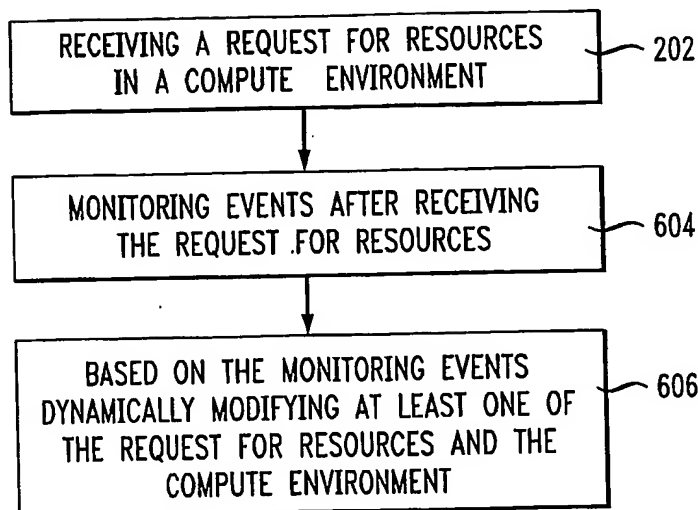 RECEIVING A REQUEST FOR RESOURCES
IN A COMPUTE ENVIRONMENT
202
MONITORING EVENTS AFTER RECEIVING
THE REQUEST .FOR RESOURCES
604
BASED ON THE MONITORING EVENTS
DYNAMICALLY MODIFYING AT LEAST ONE OF
THE REQUEST FOR RESOURCES AND THE
COMPUTE ENVIRONMENT
606